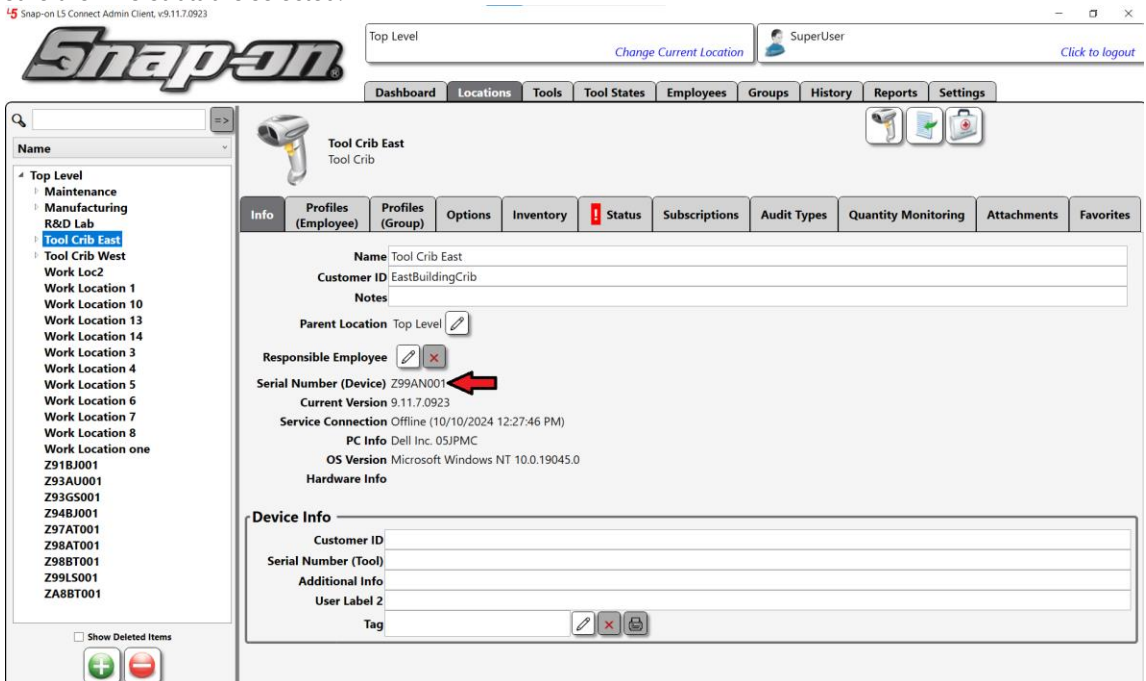 Snap-on L5 Connect Admin Client, v:9.11.7.0923
Snap-on
Top Level
Change Current Location
SuperUser
Click to logout
Dashboard Locations Tools Tool States Employees Groups History Reports Settings
=>
Name
Top Level
Maintenance
Manufacturing
R&D Lab
Tool Crib East
Tool Crib West
Work Loc2
Work Location 1
Work Location 10
Work Location 13
Work Location 14
Work Location 3
Work Location 4
Work Location 5
Work Location 6
Work Location 7
Work Location 8
Work Location one
Z91BJ001
Z93AU001
Z93GS001
Z94BJ001
Z97AT001
Z98AT001
Z98BT001
Z99LS001
ZA8BT001
Show Deleted Items
Tool Crib East
Tool Crib
Info Profiles (Employee) Profiles (Group) Options Inventory ! Status Subscriptions Audit Types Quantity Monitoring Attachments Favorites
Name Tool Crib East
Customer ID EastBuildingCrib
Notes
Parent Location Top Level
Responsible Employee
Serial Number (Device) Z99AN001
Current Version 9.11.7.0923
Service Connection Offline (10/10/2024 12:27:46 PM)
PC Info Dell Inc. 05JPMC
OS Version Microsoft Windows NT 10.0.19045.0
Hardware Info
Device Info
Customer ID
Serial Number (Tool)
Additional Info
User Label 2
Tag